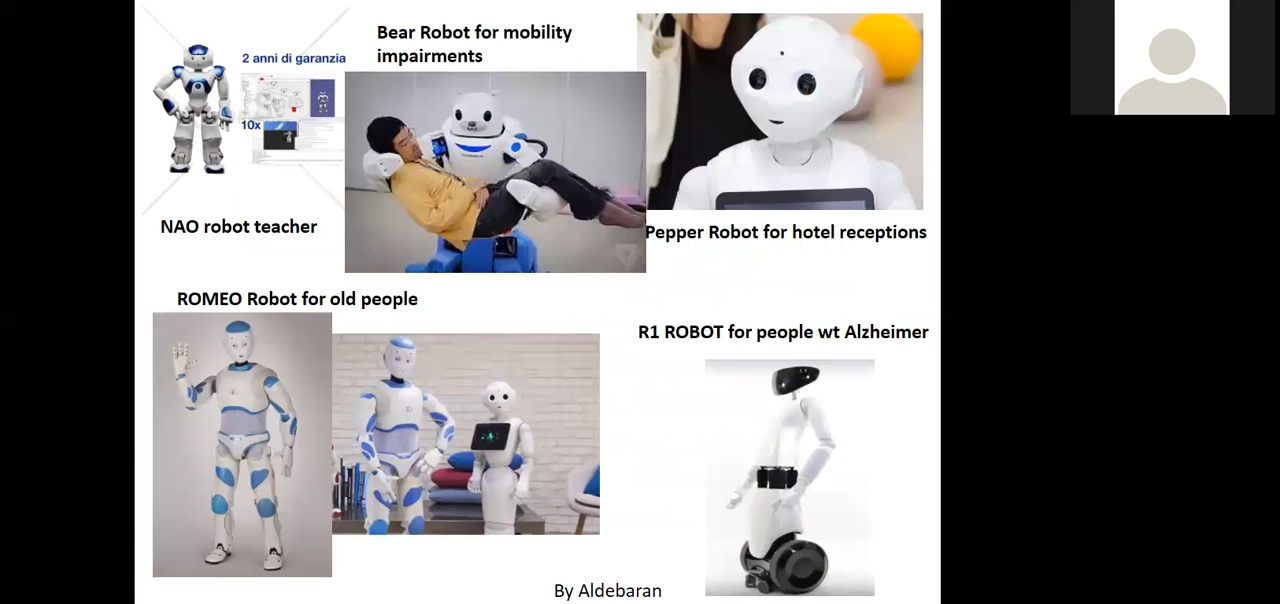 Bear Robot for mobility
impairments
2 anni di garanzia
10x
NAO robot teacher
Pepper Robot for hotel receptions
ROMEO Robot for old people
R1 ROBOT for people wt Alzheimer
By Aldebaran